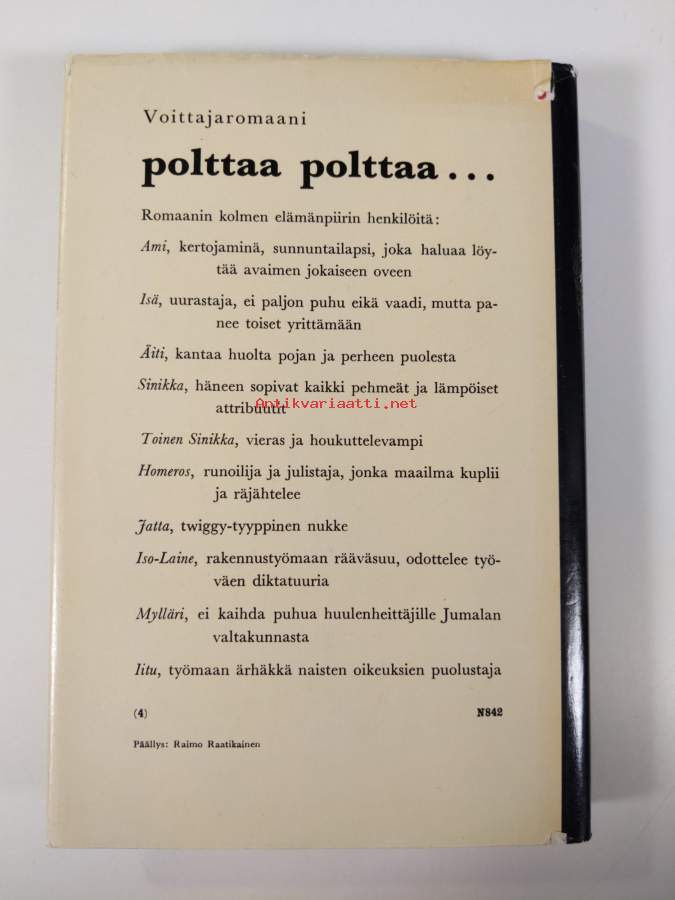 Voittajaromaani
polttaa polttaa...
Romaanin kolmen elämänpiirin henkilöitä:
Ami, kertojaminä, sunnuntailapsi, joka haluaa löy-
tää avaimen jokaiseen oveen
Isä, uurastaja, ei paljon puhu eikä vaadi, mutta pa-
nee toiset yrittämään
Äiti, kantaa huolta pojan ja perheen puolesta
Sinikka, häneen sopivat kaikki pehmeät ja lämpöiset
attribuutit
Antikvariaatti.net
Toinen Sinikka, vieras ja houkuttelevampi
Homeros, runoilija ja julistaja, jonka maailma kuplii
ja räjähtelee
Jatta, twiggy-tyyppinen nukke
Iso-Laine, rakennustyömaan rääväsuu, odottelee työ-
väen diktatuuria
Mylläri, ei kaihda puhua huulenheittäjille Jumalan
valtakunnasta
Iitu, työmaan ärhäkkä naisten oikeuksien puolustaja
(4) N842
Päällys: Raimo Raatikainen